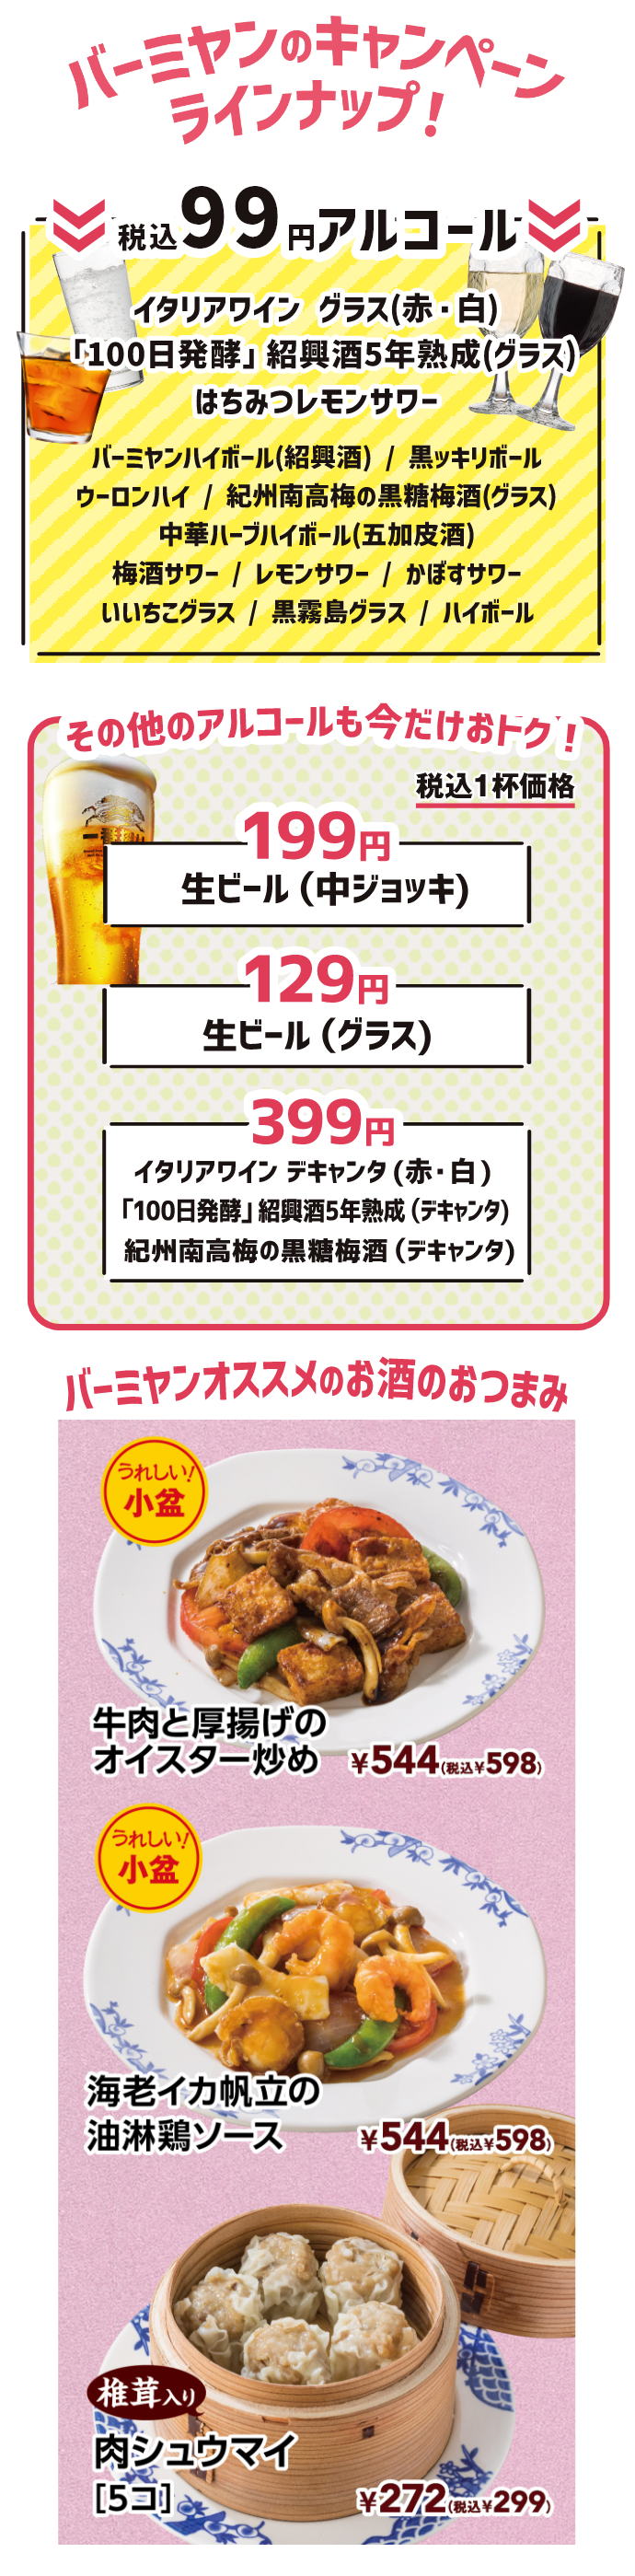 バーミヤンのキャンペーン
ラインナップ！
税込99円アルコール
イタリアワイン グラス(赤・白)
「100日発酵」紹興酒5年熟成(グラス)
はちみつレモンサワー
バーミヤンハイボール(紹興酒) / 黒ッキリボール
ウーロンハイ / 紀州南高梅の黒糖梅酒(グラス)
中華ハーブハイボール(五加皮酒)
梅酒サワー / レモンサワー / かぼすサワー
いいちこグラス / 黒霧島グラス / ハイボール
その他のアルコールも今だけおトク！
税込1杯価格
199円
生ビール（中ジョッキ)
129円
生ビール（グラス)
399円
イタリアワイン デキャンタ(赤・白)
「100日発酵」紹興酒5年熟成（デキャンタ)
紀州南高梅の黒糖梅酒（デキャンタ)
バーミヤンオススメのお酒のおつまみ
うれしい！
小盆
牛肉と厚揚げの
オイスター炒め ¥544(税込¥598)
うれしい！
小盆
海老イカ帆立の
油淋鶏ソース ¥544(税込¥598)
椎茸入り
肉シュウマイ
[5コ] ¥272(税込¥299)